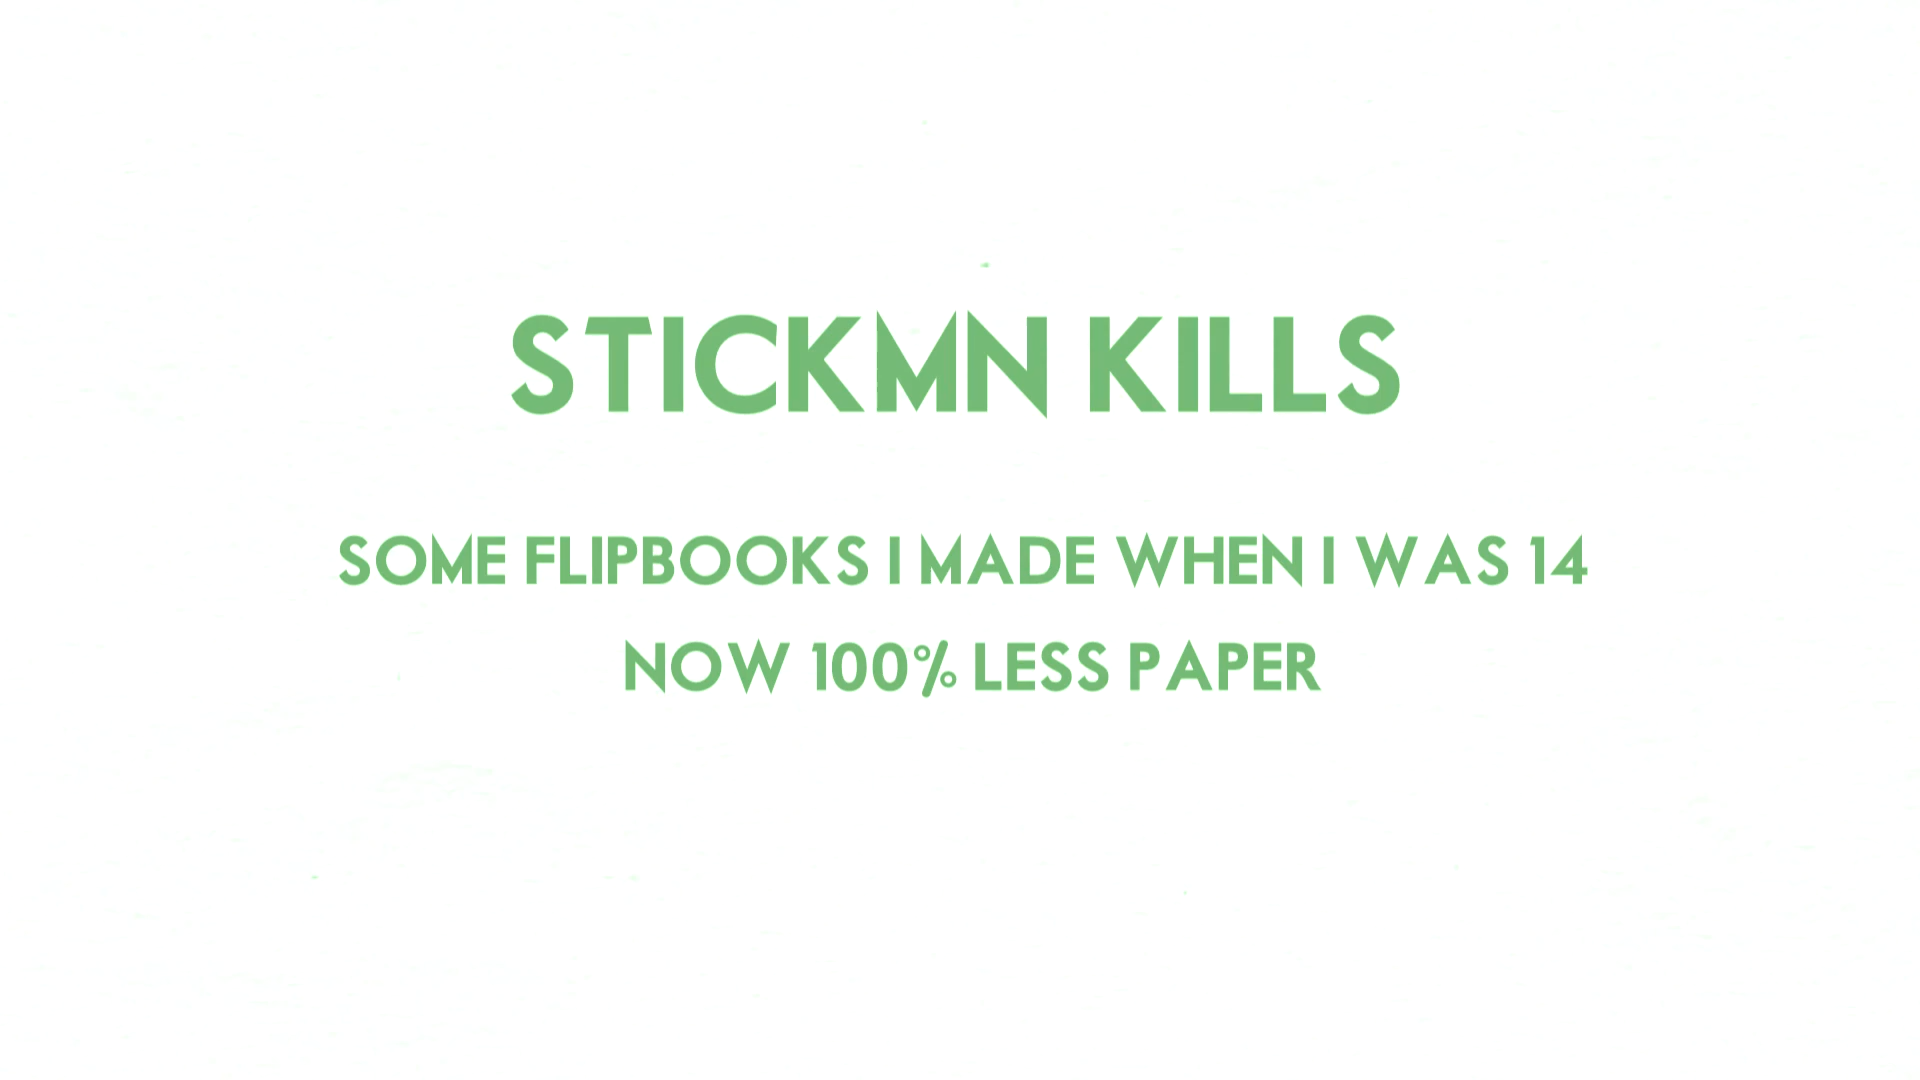 STICKMN KILLS
SOME FLIPBOOKS I MADE WHEN I WAS 14
NOW 100% LESS PAPER